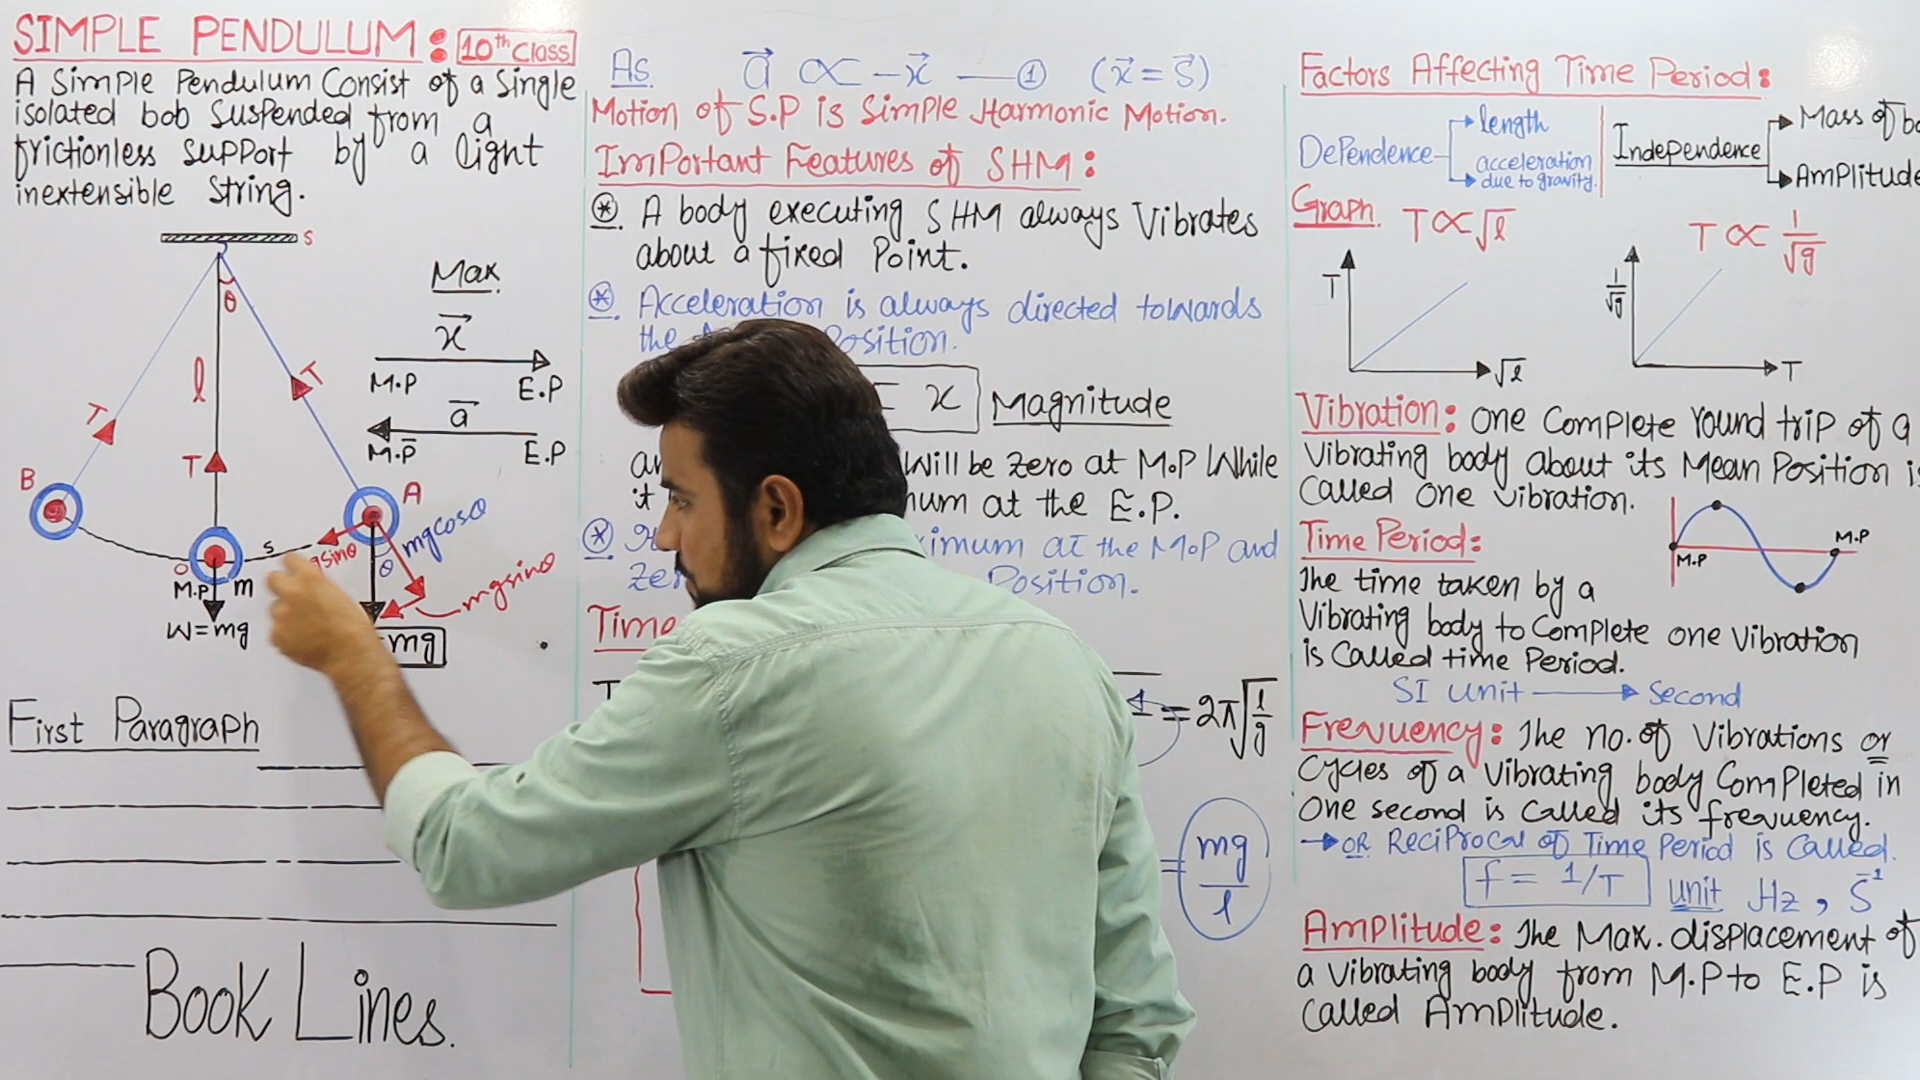 SIMPLE PENDULUM: 10th Class
A Simple Pendulum Consist of a Single
isolated bob Suspended from a
frictionless support by a light
inextensible String.
S
θ
l
T
T
T
B
A
O
M.P
m
s
W=mg
mgcosθ
θ
mgsinθ
gsinθ
=mg
Max
x⃗
M.P E.P
a⃗
M.P E.P
First Paragraph
Book Lines.
As a⃗ ∝ -x⃗ — ① (x⃗ = S⃗)
Motion of S.P is Simple Harmonic Motion.
Important Features of SHM:
* A body executing SHM always Vibrates
about a fixed Point.
* Acceleration is always directed towards
the Position.
= x Magnitude
Will be zero at M.P While
it at the E.P.
* at the M.P and
Position.
Time
T = 2π√l/g
= mg/l
Factors Affecting Time Period:
Dependence length
acceleration
due to gravity.
Independence Mass of
Amplitude
Graph T∝√l
T √l
T ∝ 1/√g
1/√g T
Vibration: One Complete round trip of a
Vibrating body about its Mean Position is
Called One Vibration.
M.P M.P
Time Period:
The time taken by a
Vibrating body to Complete one Vibration
is Called time Period.
SI unit → Second
Frequency: The no. of Vibrations or
Cycles of a Vibrating body Completed in
One second is Called its frequency.
→ OR Reciprocal of Time Period is Called.
f = 1/T unit Hz, S⁻¹
Amplitude: The Max. displacement of
a Vibrating body from M.P to E.P is
Called Amplitude.